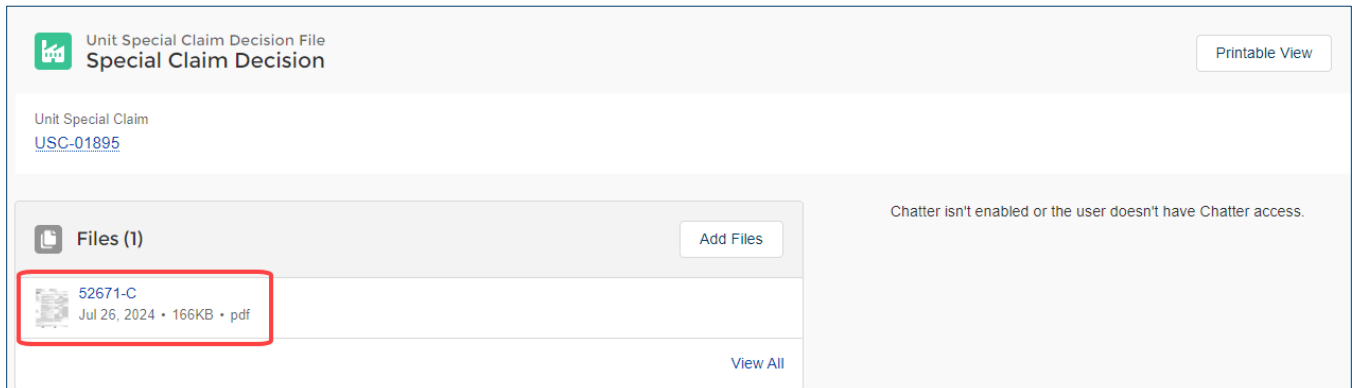 Unit Special Claim Decision File
Special Claim Decision
Printable View
Unit Special Claim
USC-01895
Files (1)
Add Files
52671-C
Jul 26, 2024 • 166KB • pdf
View All
Chatter isn't enabled or the user doesn't have Chatter access.